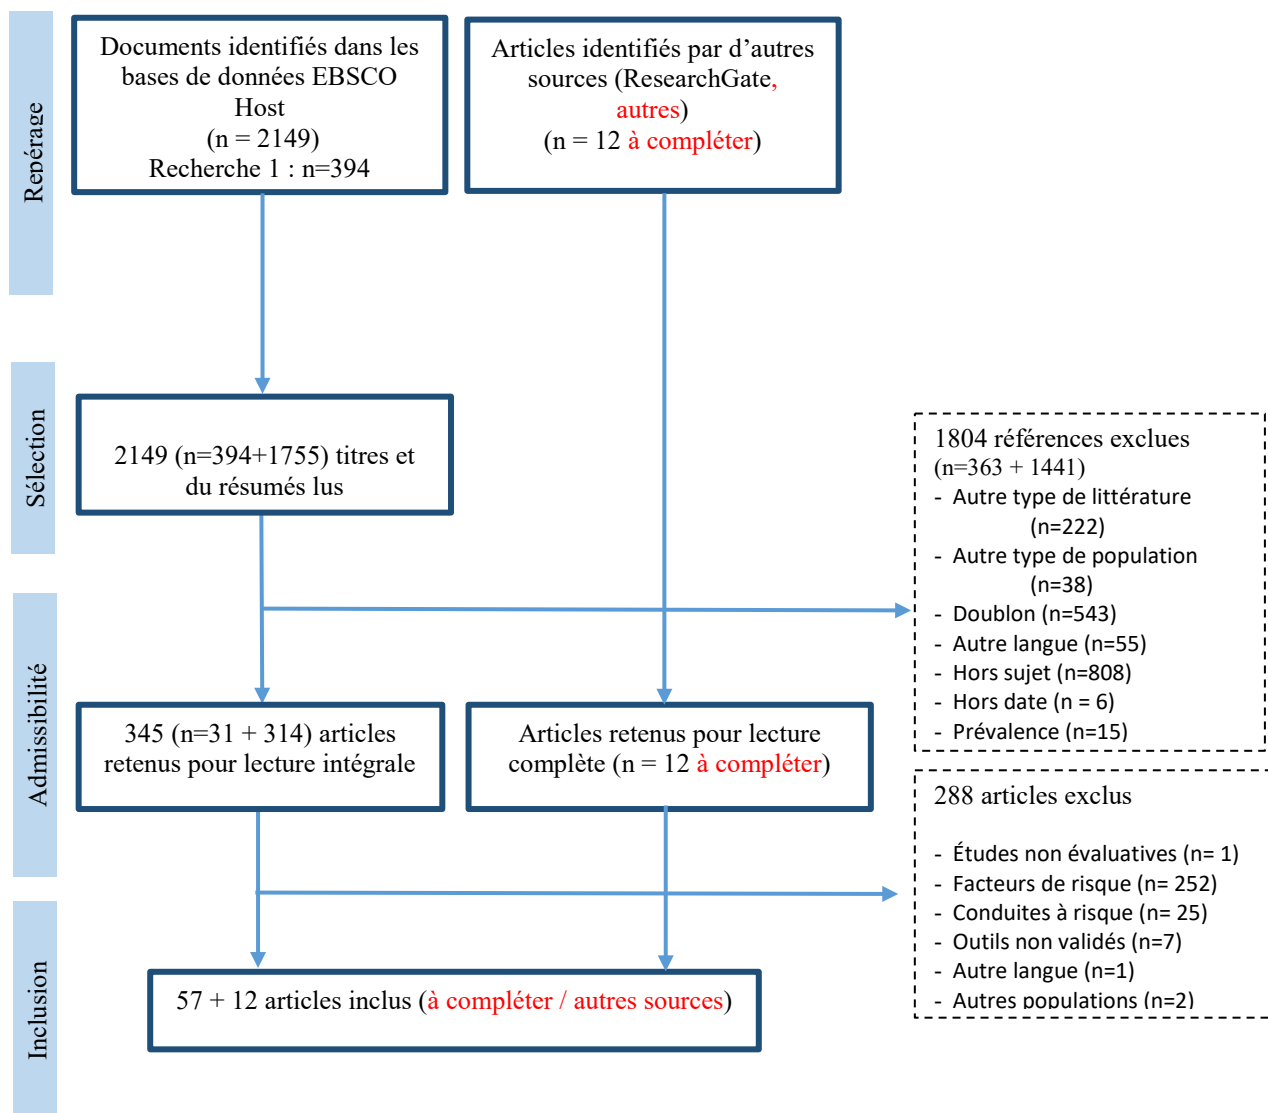 Repérage
Documents identifiés dans les
bases de données EBSCO
Host
(n = 2149)
Recherche 1 : n=394
Articles identifiés par d’autres
sources (ResearchGate,
autres)
(n = 12 à compléter)
Sélection
2149 (n=394+1755) titres et
du résumés lus
1804 références exclues
(n=363 + 1441)
- Autre type de littérature
(n=222)
- Autre type de population
(n=38)
- Doublon (n=543)
- Autre langue (n=55)
- Hors sujet (n=808)
- Hors date (n = 6)
- Prévalence (n=15)
Admissibilité
345 (n=31 + 314) articles
retenus pour lecture intégrale
Articles retenus pour lecture
complète (n = 12 à compléter)
288 articles exclus
- Études non évaluatives (n= 1)
- Facteurs de risque (n= 252)
- Conduites à risque (n= 25)
- Outils non validés (n=7)
- Autre langue (n=1)
- Autres populations (n=2)
Inclusion
57 + 12 articles inclus (à compléter / autres sources)